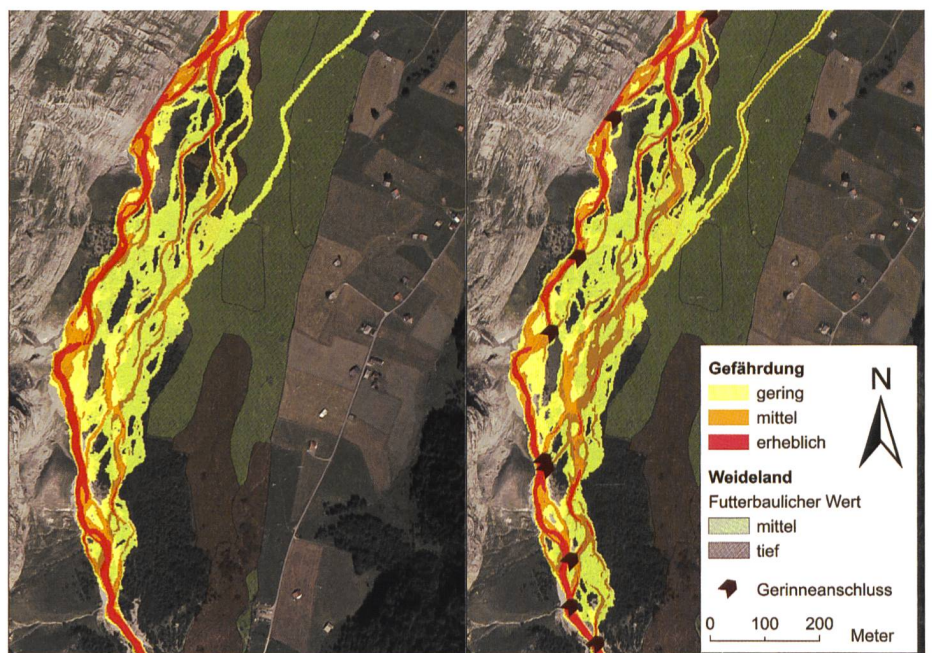 Gefährdung
gering
mittel
erheblich
N
Weideland
Futterbaulicher Wert
mittel
tief
Gerinneanschluss
0 100 200
Meter